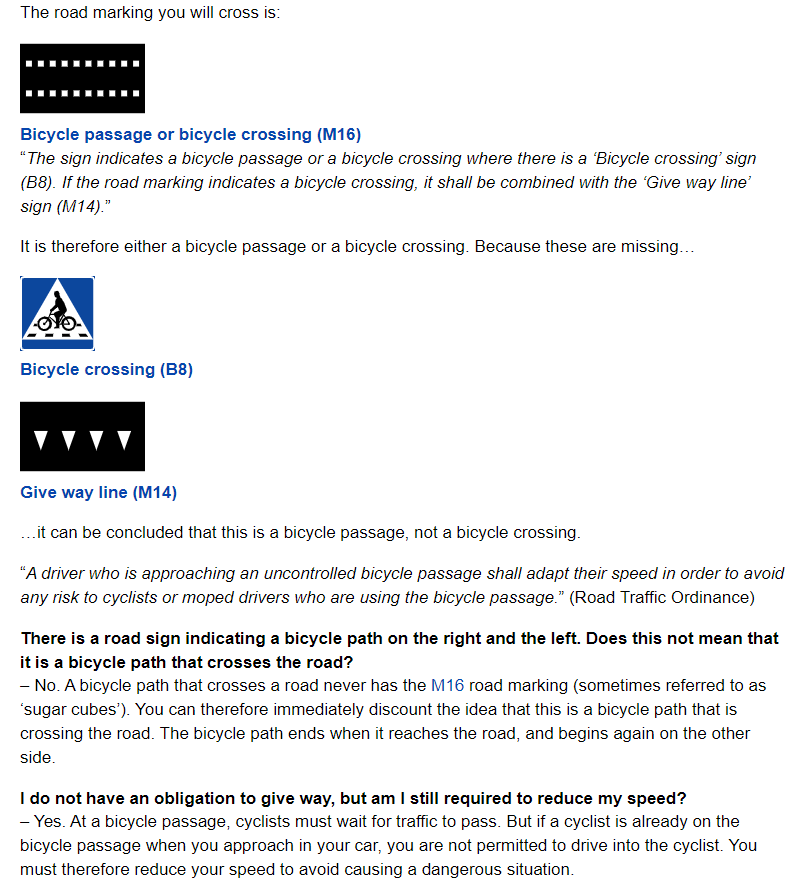 The road marking you will cross is:
Bicycle passage or bicycle crossing (M16)
“The sign indicates a bicycle passage or a bicycle crossing where there is a ‘Bicycle crossing’ sign
(B8). If the road marking indicates a bicycle crossing, it shall be combined with the ‘Give way line’
sign (M14).”
It is therefore either a bicycle passage or a bicycle crossing. Because these are missing…
Bicycle crossing (B8)
Give way line (M14)
…it can be concluded that this is a bicycle passage, not a bicycle crossing.
“A driver who is approaching an uncontrolled bicycle passage shall adapt their speed in order to avoid
any risk to cyclists or moped drivers who are using the bicycle passage.” (Road Traffic Ordinance)
There is a road sign indicating a bicycle path on the right and the left. Does this not mean that
it is a bicycle path that crosses the road?
– No. A bicycle path that crosses a road never has the M16 road marking (sometimes referred to as
‘sugar cubes’). You can therefore immediately discount the idea that this is a bicycle path that is
crossing the road. The bicycle path ends when it reaches the road, and begins again on the other
side.
I do not have an obligation to give way, but am I still required to reduce my speed?
– Yes. At a bicycle passage, cyclists must wait for traffic to pass. But if a cyclist is already on the
bicycle passage when you approach in your car, you are not permitted to drive into the cyclist. You
must therefore reduce your speed to avoid causing a dangerous situation.